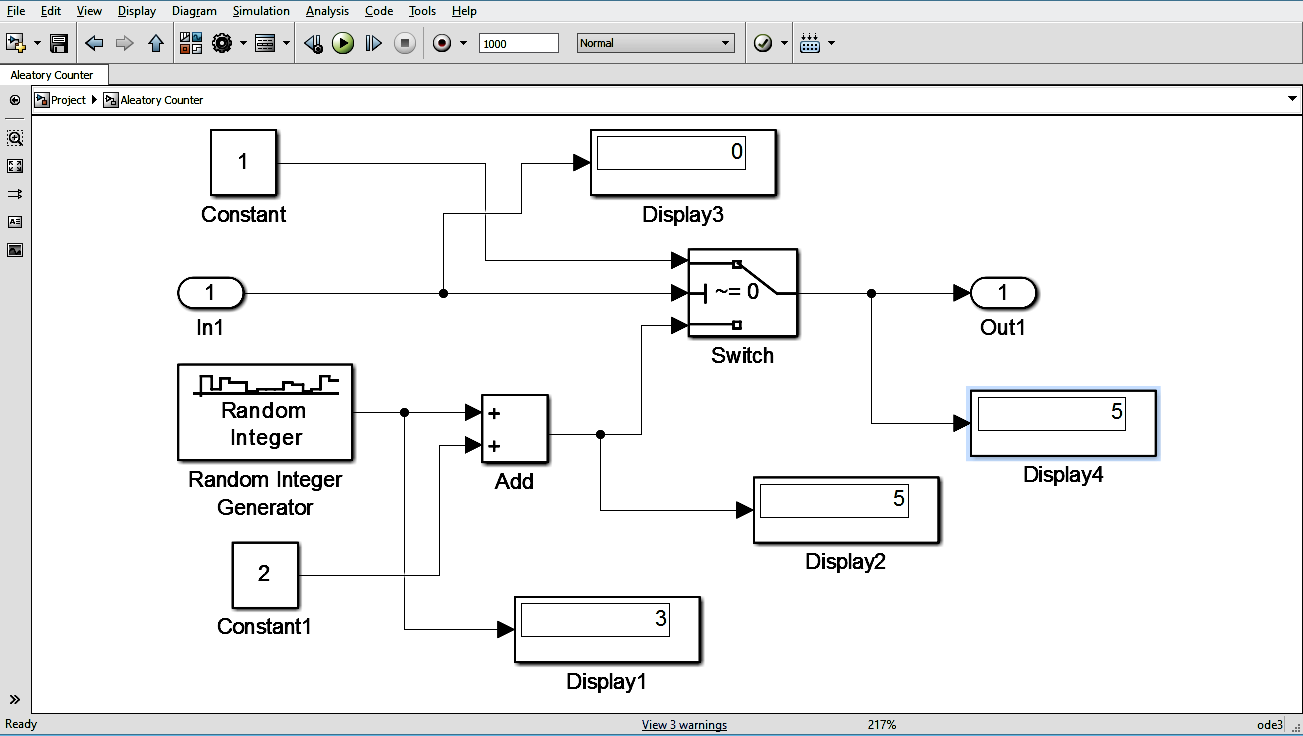 File Edit View Display Diagram Simulation Analysis Code Tools Help
1000 Normal
Aleatory Counter
Project Aleatory Counter
1
Constant
0
Display3
1
In1
~= 0
Switch
1
Out1
Random
Integer
Random Integer
Generator
+
+
Add
5
Display4
5
Display2
2
Constant1
3
Display1
Ready View 3 warnings 217% ode3